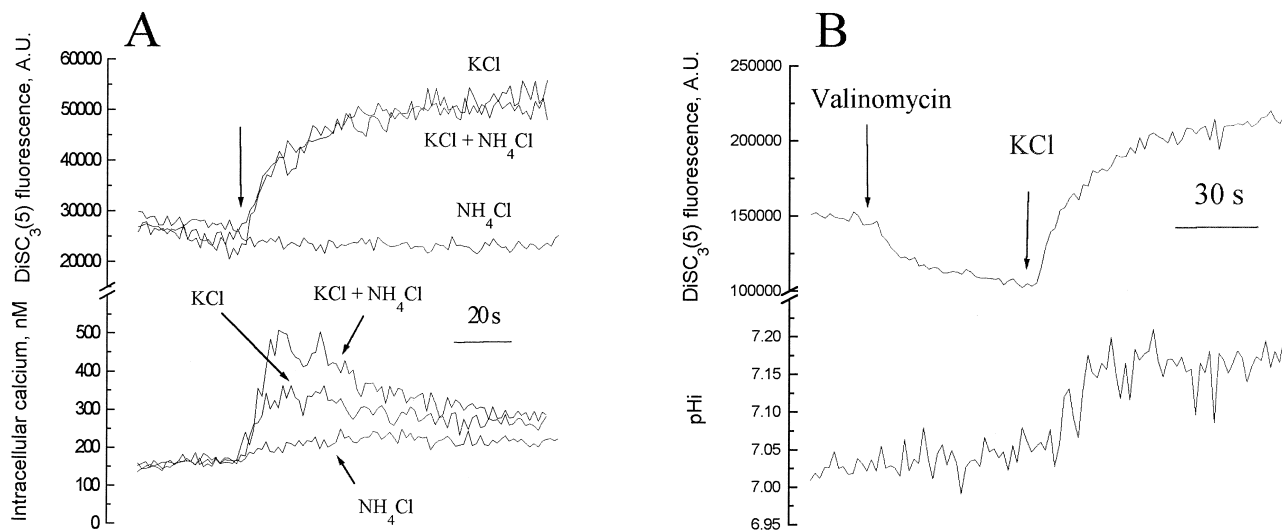 A
DiSC3(5) fluorescence, A.U.
60000
50000
40000
30000
20000
KCl
KCl + NH4Cl
NH4Cl
Intracellular calcium, nM
500
400
300
200
100
0
KCl
KCl + NH4Cl
20 s
NH4Cl
B
DiSC3(5) fluorescence, A.U.
250000
200000
150000
100000
Valinomycin
KCl
30 s
pHi
7.20
7.15
7.10
7.05
7.00
6.95